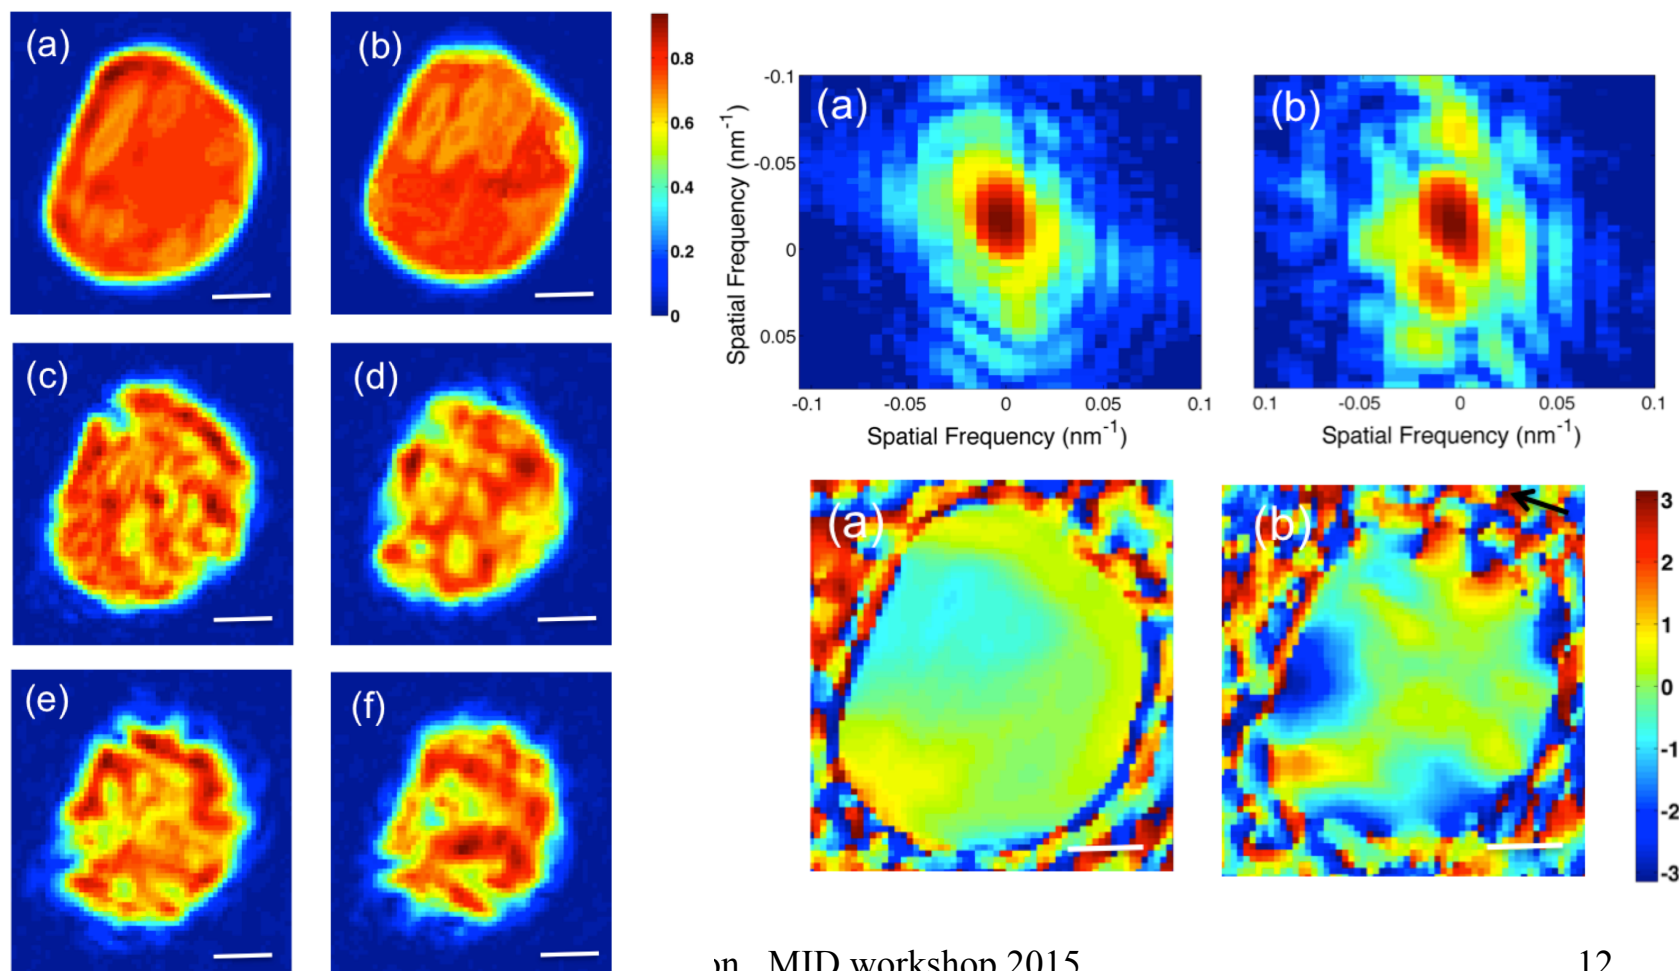 (a)
(b)
0.8
0.6
0.4
0.2
0
(c)
(d)
(e)
(f)
(a)
-0.1
-0.05
0
0.05
Spatial Frequency (nm-1)
-0.1 -0.05 0 0.05 0.1
Spatial Frequency (nm-1)
(b)
0.1 -0.05 0 0.05 0.1
Spatial Frequency (nm-1)
(a)
(b)
3
2
1
0
-1
-2
-3
MID workshop 2015
12